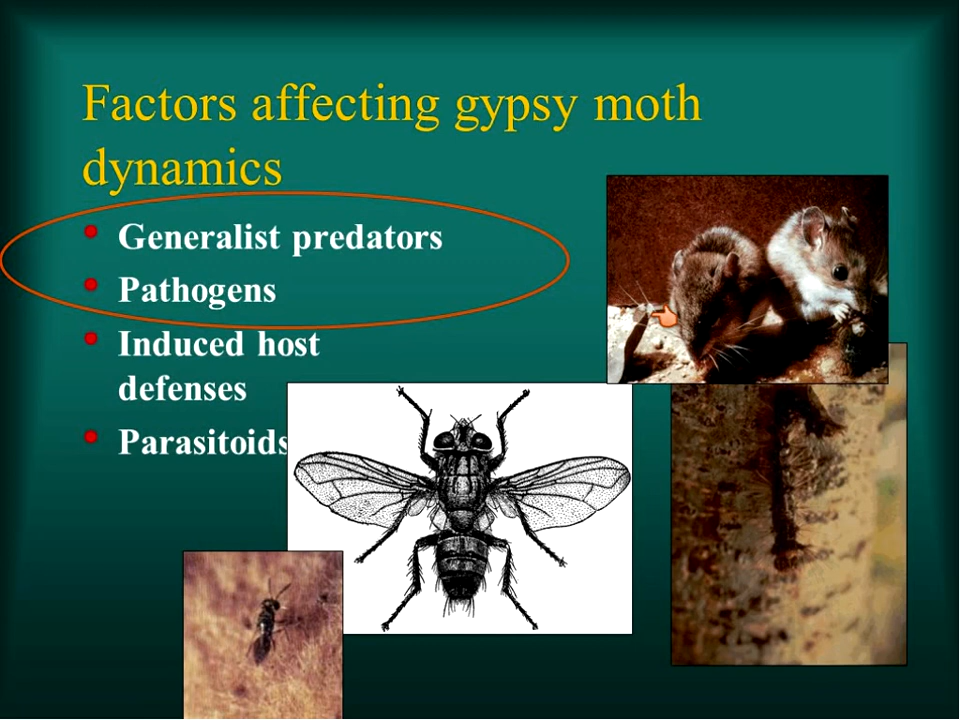 Factors affecting gypsy moth
dynamics
Generalist predators
Pathogens
Induced host
defenses
Parasitoids